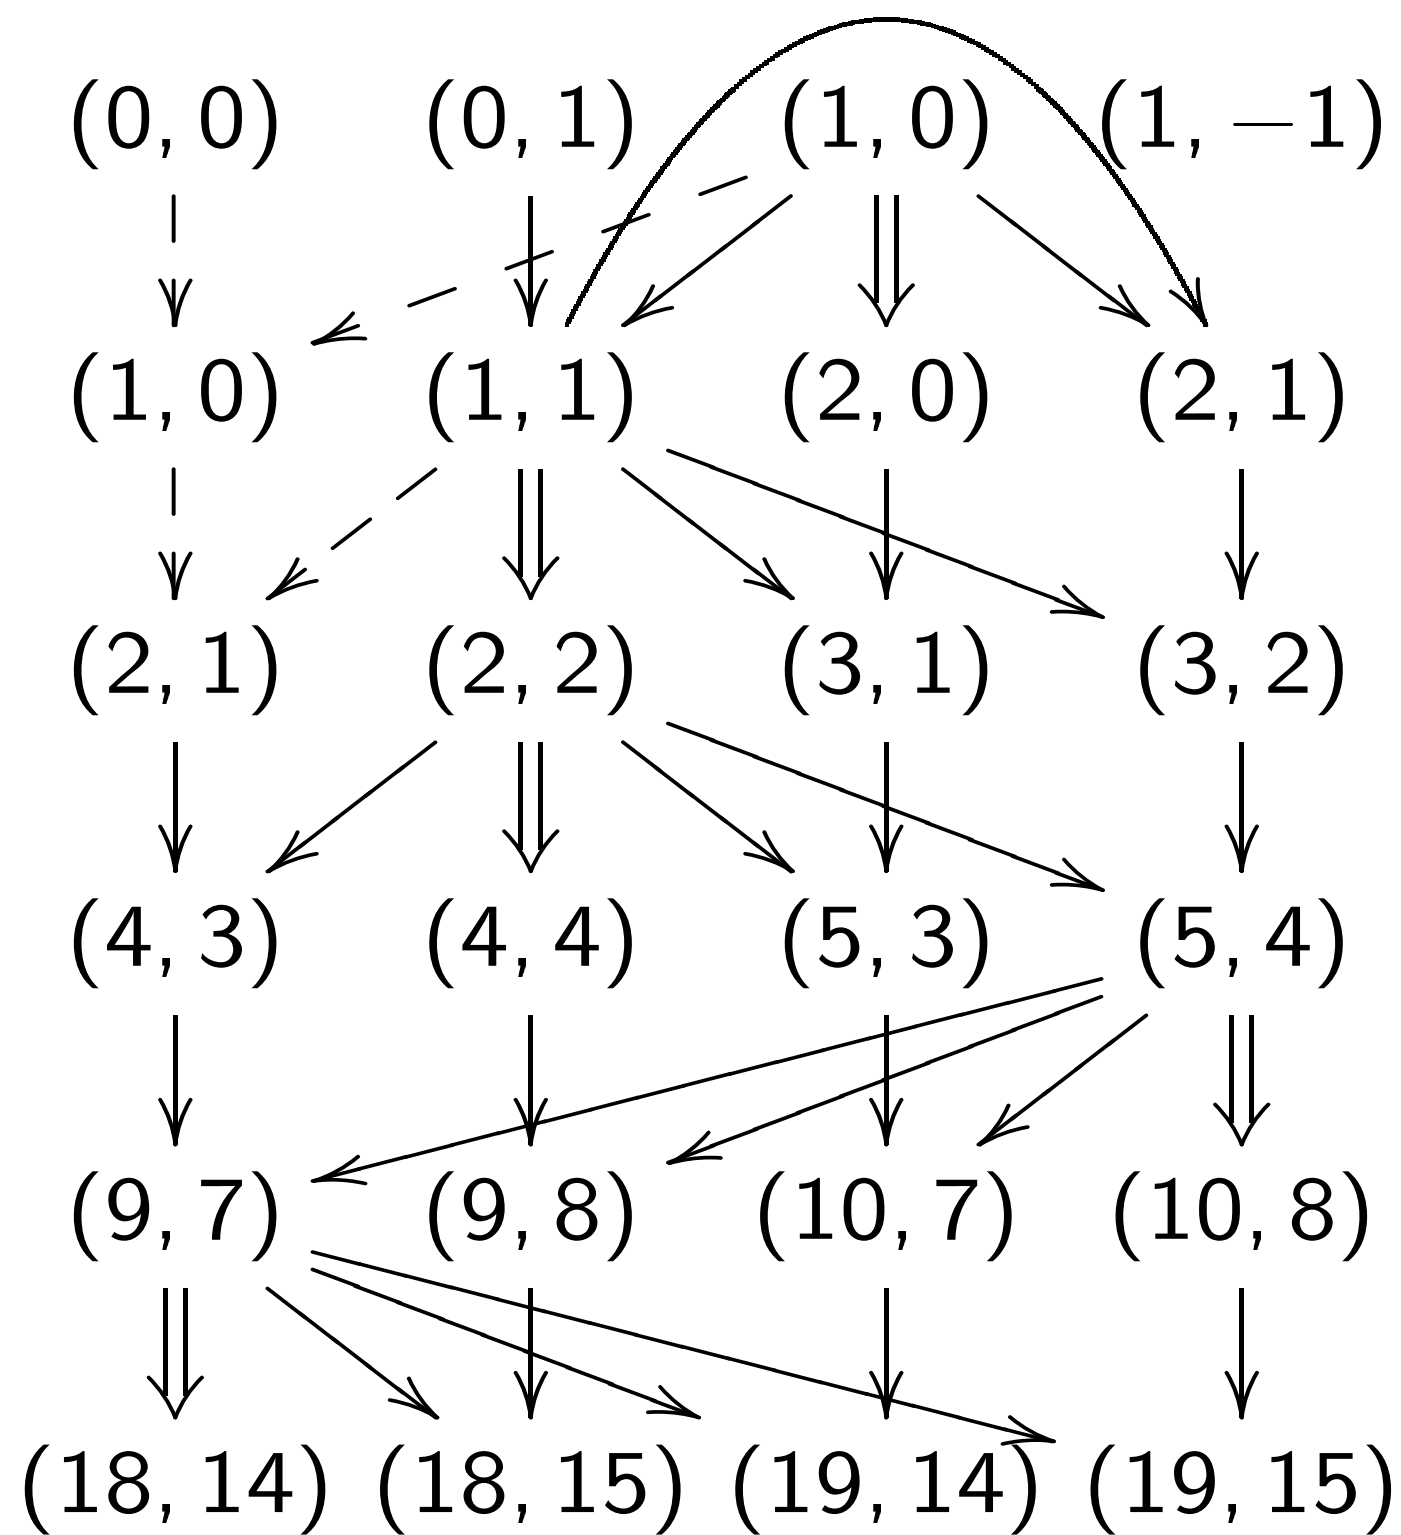 (0, 0) (0, 1) (1, 0) (1, −1)
(1, 0) (1, 1) (2, 0) (2, 1)
(2, 1) (2, 2) (3, 1) (3, 2)
(4, 3) (4, 4) (5, 3) (5, 4)
(9, 7) (9, 8) (10, 7) (10, 8)
(18, 14) (18, 15) (19, 14) (19, 15)